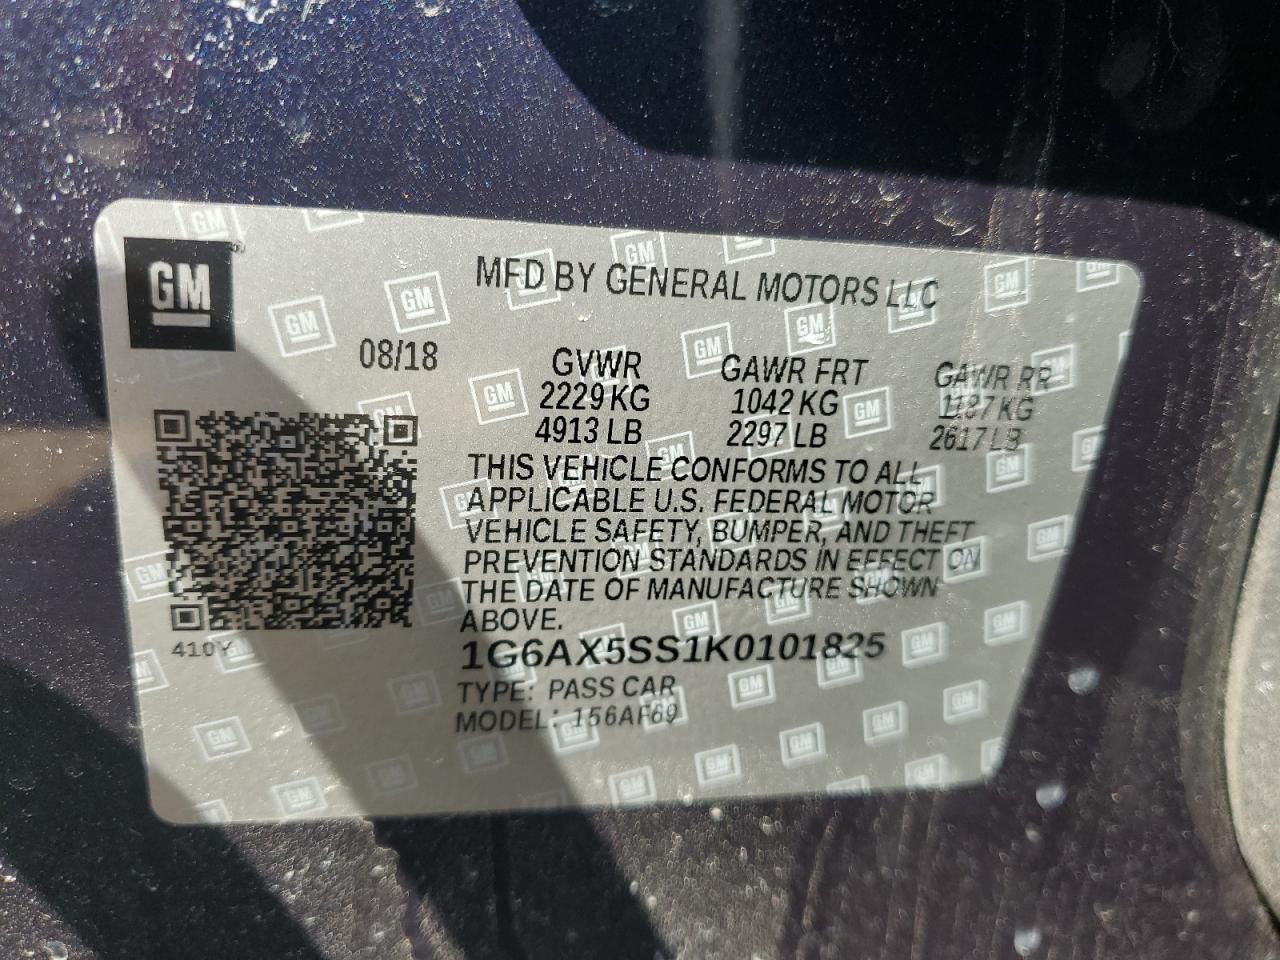 GM
MFD BY GENERAL MOTORS LLC
08/18
GVWR GAWR FRT GAWR RR
2229 KG 1042 KG 1187 KG
4913 LB 2297 LB 2617 LB
THIS VEHICLE CONFORMS TO ALL
APPLICABLE U.S. FEDERAL MOTOR
VEHICLE SAFETY, BUMPER, AND THEFT
PREVENTION STANDARDS IN EFFECT ON
THE DATE OF MANUFACTURE SHOWN
ABOVE.
410Y
1G6AX5SS1K0101825
TYPE: PASS CAR
MODEL: 156AF69